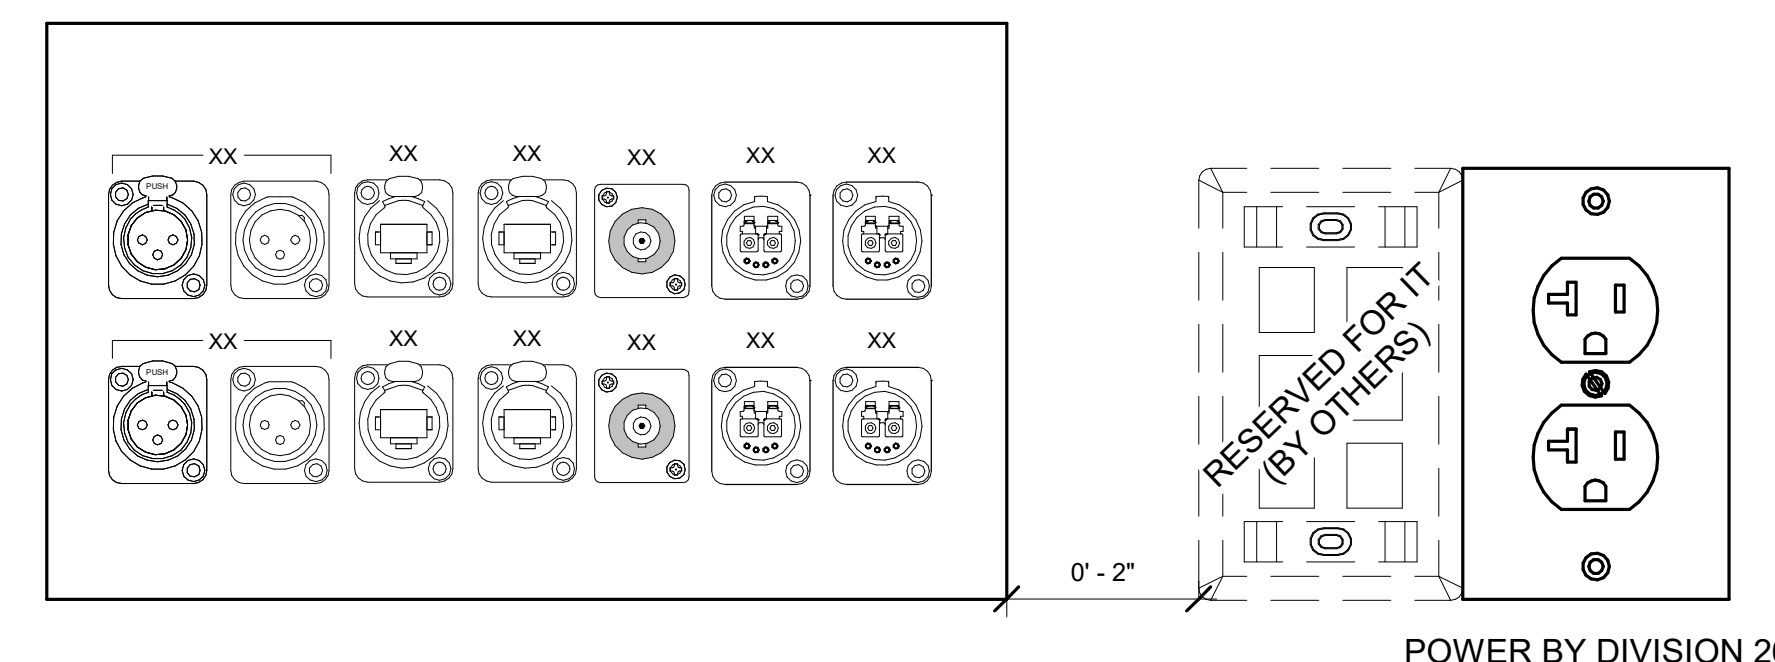 XX XX XX XX XX XX
PUSH
XX XX XX XX XX XX
PUSH
RESERVED FOR IT
(BY OTHERS)
0' - 2"
POWER BY DIVISION